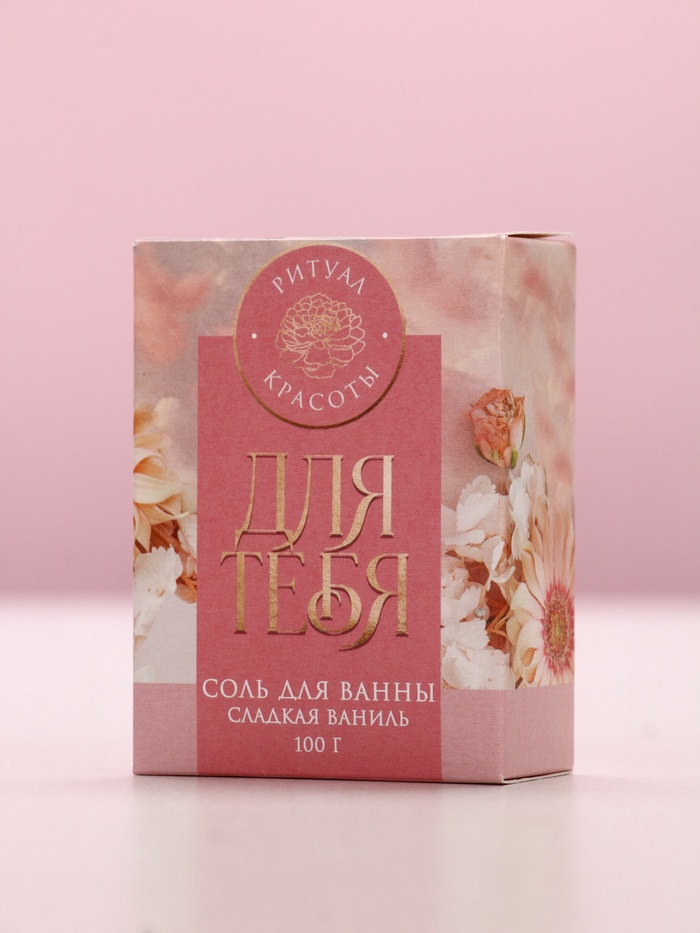 РИТУАЛ
КРАСОТЫ
ДЛЯ
ТЕБЯ
СОЛЬ ДЛЯ ВАННЫ
СЛАДКАЯ ВАНИЛЬ
100 Г